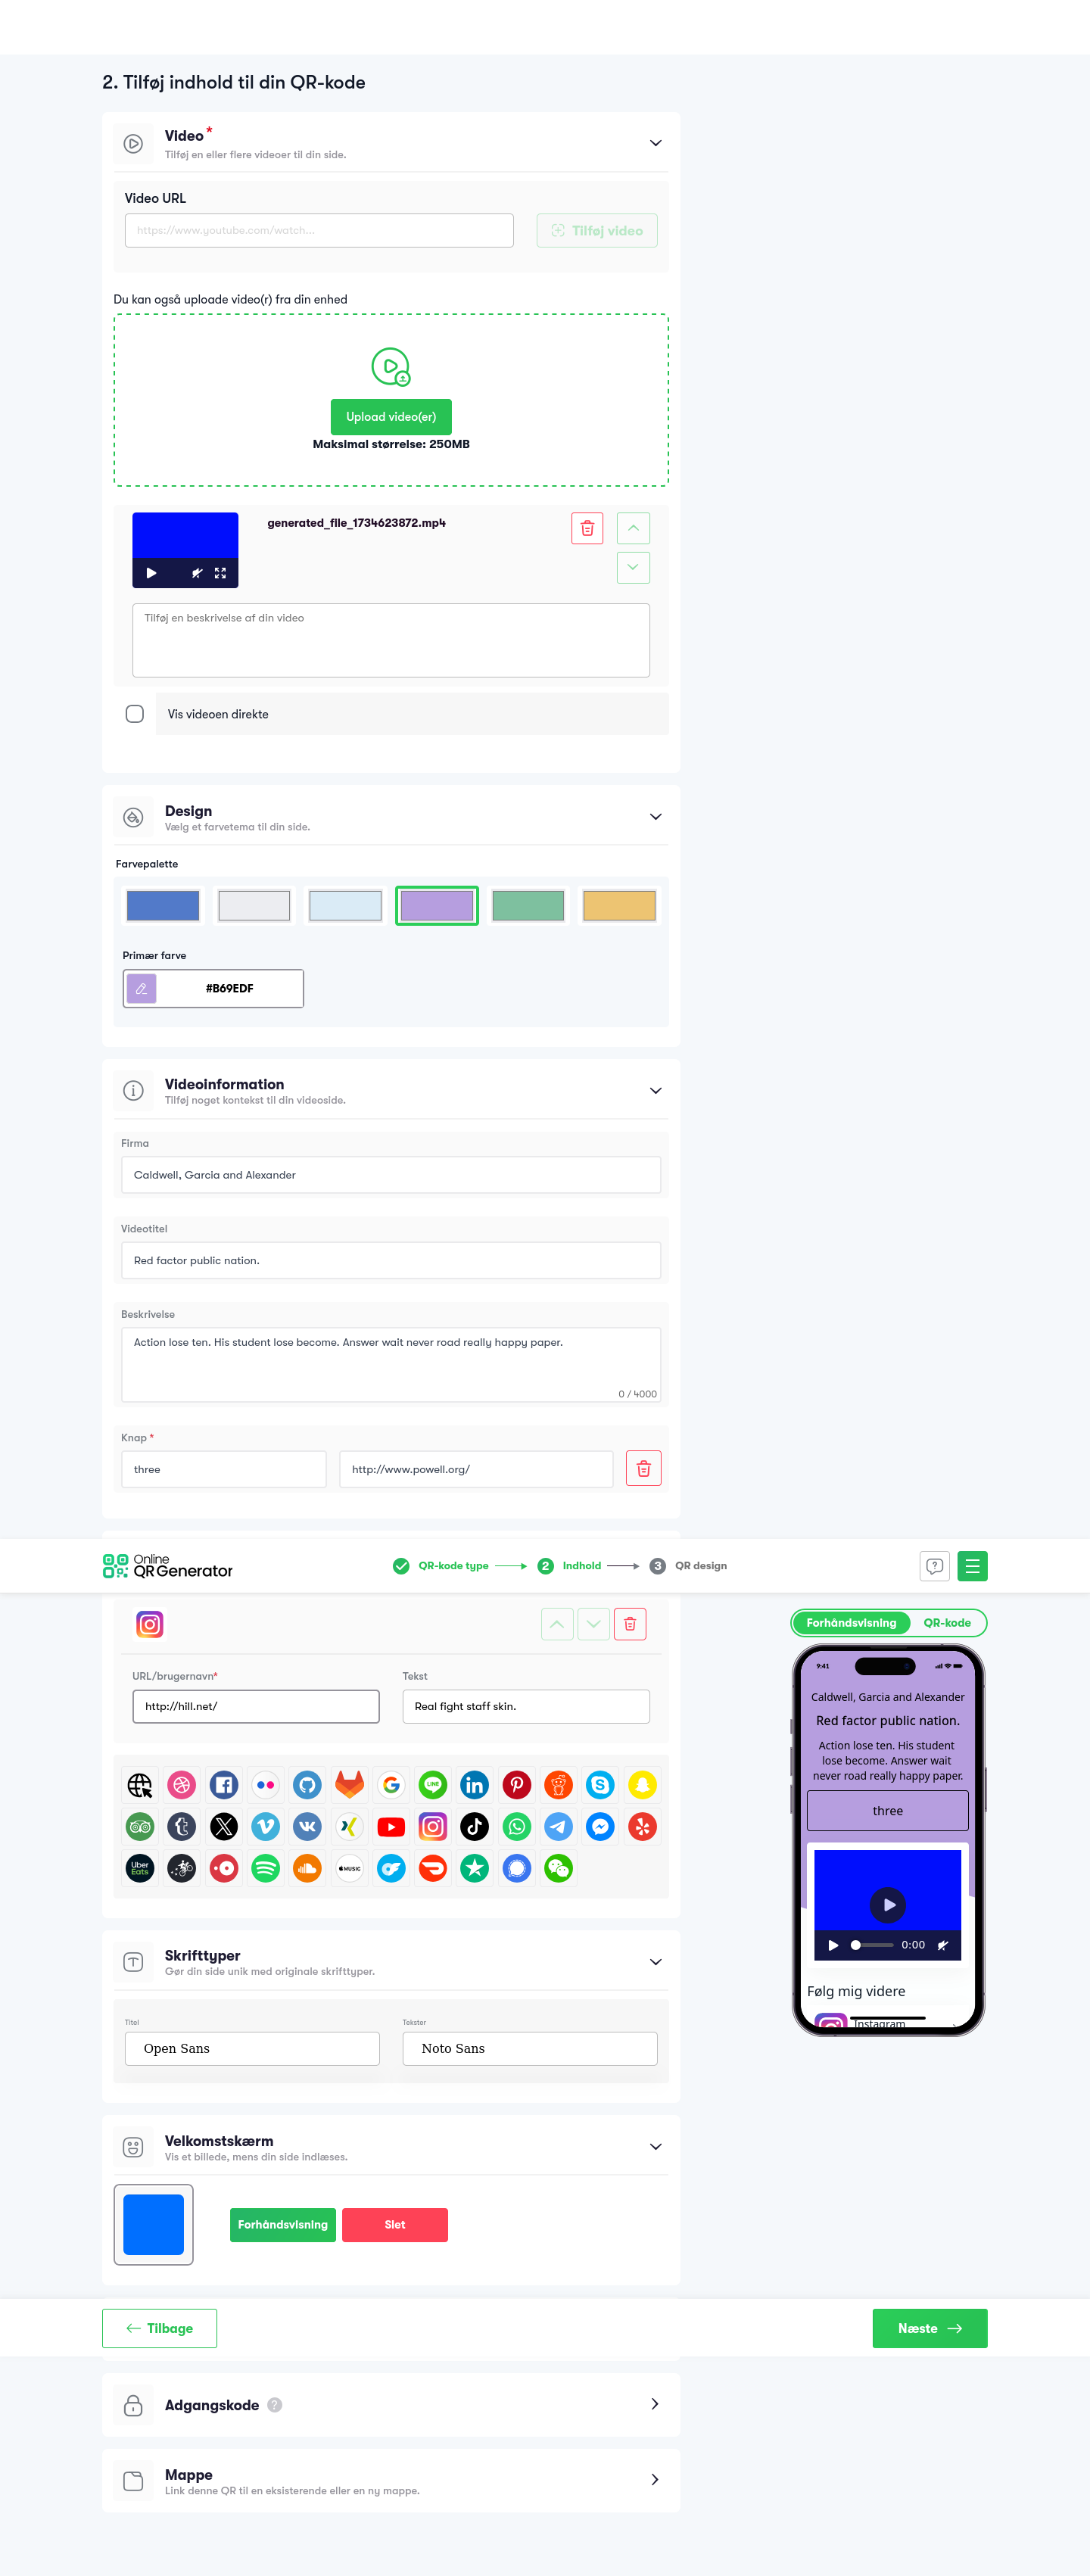 2. Tilføj indhold til din QR-kode
Video *
Tilføj en eller flere videoer til din side.
Video URL
https://www.youtube.com/watch...
Tilføj video
Du kan også uploade video(r) fra din enhed
Upload video(er)
Maksimal størrelse: 250MB
generated_file_1734623872.mp4
Tilføj en beskrivelse af din video
Vis videoen direkte
Design
Vælg et farvetema til din side.
Farvepalette
Primær farve
#B69EDF
Videoinformation
Tilføj noget kontekst til din videoside.
Firma
Caldwell, Garcia and Alexander
Videotitel
Red factor public nation.
Beskrivelse
Action lose ten. His student lose become. Answer wait never road really happy paper.
0 / 4000
Knap *
three
http://www.powell.org/
Online
QR Generator
QR-kode type
2
Indhold
3
QR design
URL/brugernavn*
Tekst
http://hill.net/
Real fight staff skin.
LINE
Uber
Eats
MUSIC
Forhåndsvisning
QR-kode
9:41
Caldwell, Garcia and Alexander
Red factor public nation.
Action lose ten. His student
lose become. Answer wait
never road really happy paper.
three
0:00
Følg mig videre
Instagram
Skrifttyper
Gør din side unik med originale skrifttyper.
Titel
Tekster
Open Sans
Noto Sans
Velkomstskærm
Vis et billede, mens din side indlæses.
Forhåndsvisning
Slet
Tilbage
Næste
Adgangskode
?
Mappe
Link denne QR til en eksisterende eller en ny mappe.